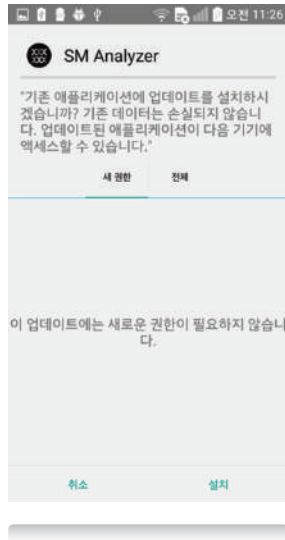 오전 11:26
SM Analyzer
"기존 애플리케이션에 업데이트를 설치하시
겠습니까? 기존 데이터는 손실되지 않습니
다. 업데이트된 애플리케이션이 다음 기기에
액세스할 수 있습니다."
새 권한 전체
이 업데이트에는 새로운 권한이 필요하지 않습니
다.
취소 설치